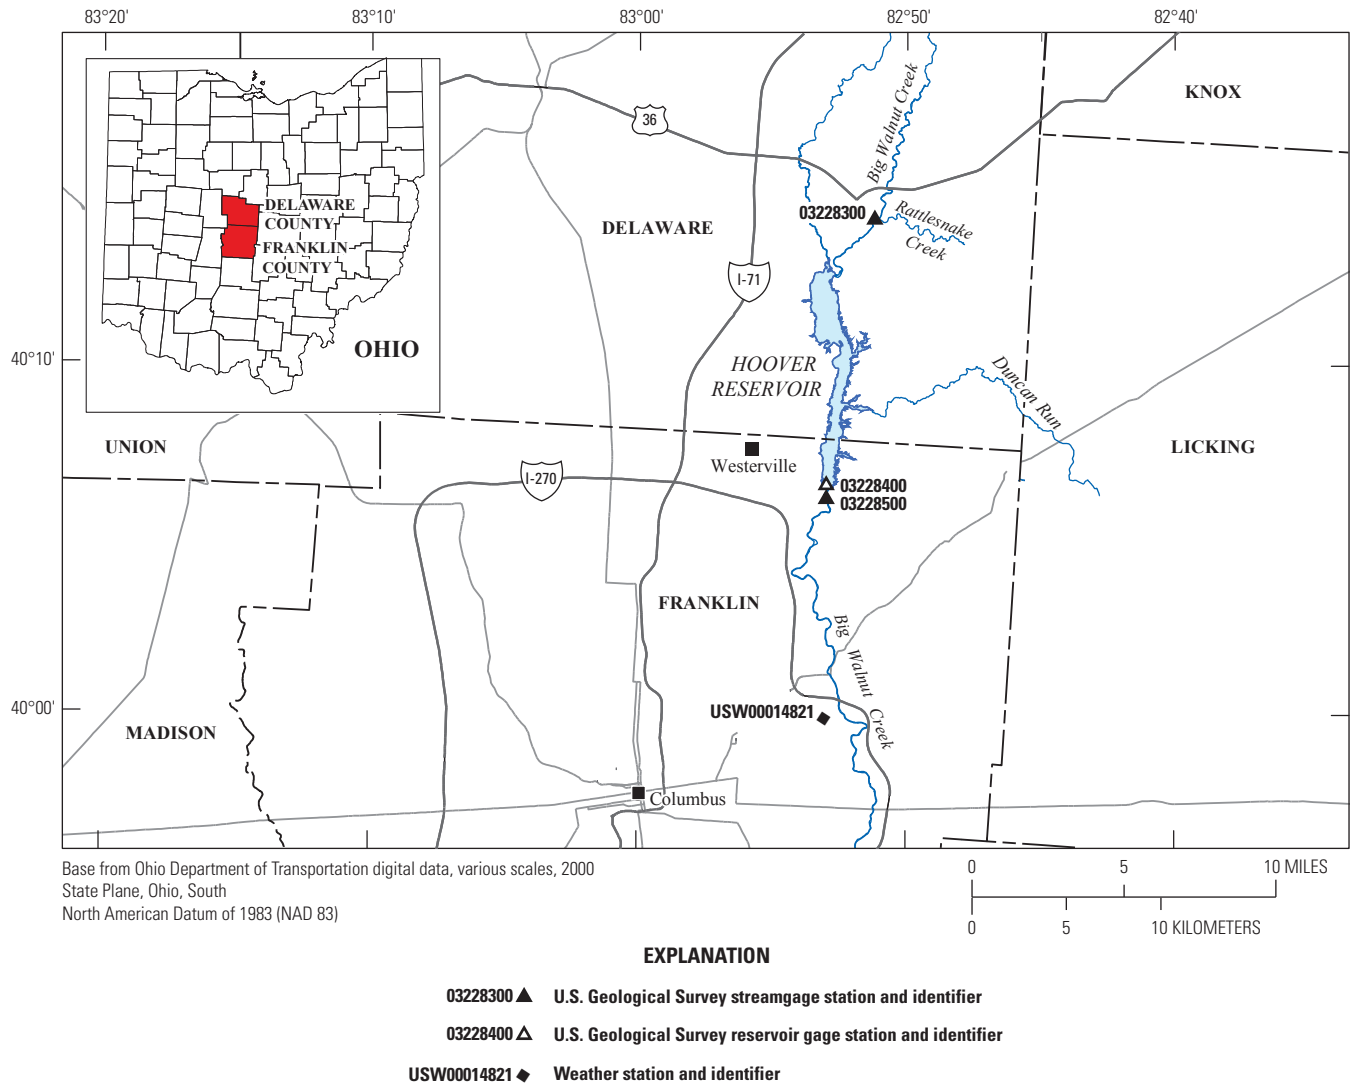 83°20'
83°10'
83°00'
82°50'
82°40'
KNOX
36
Big Walnut Creek
DELAWARE
COUNTY
FRANKLIN
COUNTY
OHIO
DELAWARE
03228300
Rattlesnake
Creek
I-71
40°10'
HOOVER
RESERVOIR
Duncan Run
UNION
LICKING
Westerville
I-270
03228400
03228500
FRANKLIN
Big Walnut Creek
40°00'
USW00014821
MADISON
Columbus
Base from Ohio Department of Transportation digital data, various scales, 2000
State Plane, Ohio, South
North American Datum of 1983 (NAD 83)
0 5 10 MILES
0 5 10 KILOMETERS
EXPLANATION
03228300 U.S. Geological Survey streamgage station and identifier
03228400 U.S. Geological Survey reservoir gage station and identifier
USW00014821 Weather station and identifier